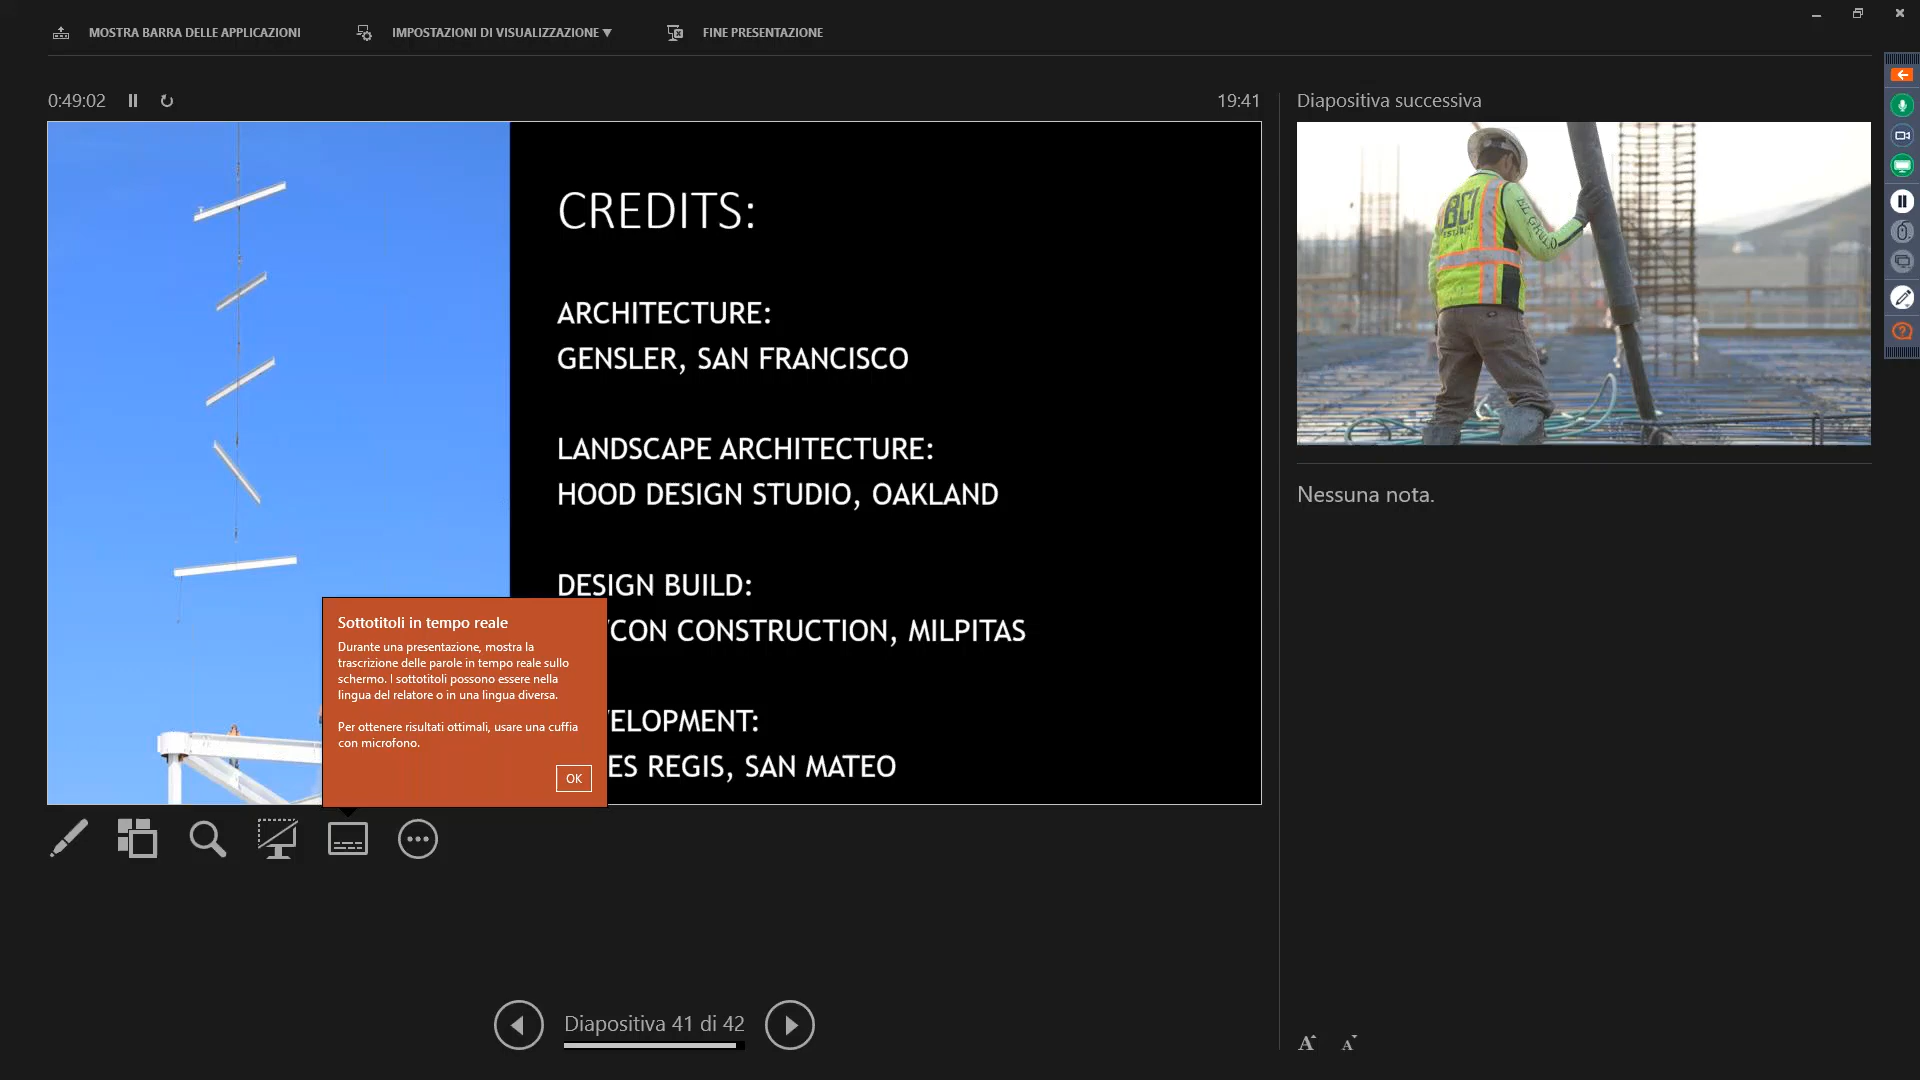 MOSTRA BARRA DELLE APPLICAZIONI
IMPOSTAZIONI DI VISUALIZZAZIONE ▼
FINE PRESENTAZIONE
0:49:02
19:41
CREDITS:
ARCHITECTURE:
GENSLER, SAN FRANCISCO
LANDSCAPE ARCHITECTURE:
HOOD DESIGN STUDIO, OAKLAND
DESIGN BUILD:
CON CONSTRUCTION, MILPITAS
ELOPMENT:
ES REGIS, SAN MATEO
Sottotitoli in tempo reale
Durante una presentazione, mostra la
trascrizione delle parole in tempo reale sullo
schermo. I sottotitoli possono essere nella
lingua del relatore o in una lingua diversa.
Per ottenere risultati ottimali, usare una cuffia
con microfono.
OK
Diapositiva 41 di 42
Diapositiva successiva
BCI
EL GRULLO
Nessuna nota.
A
A